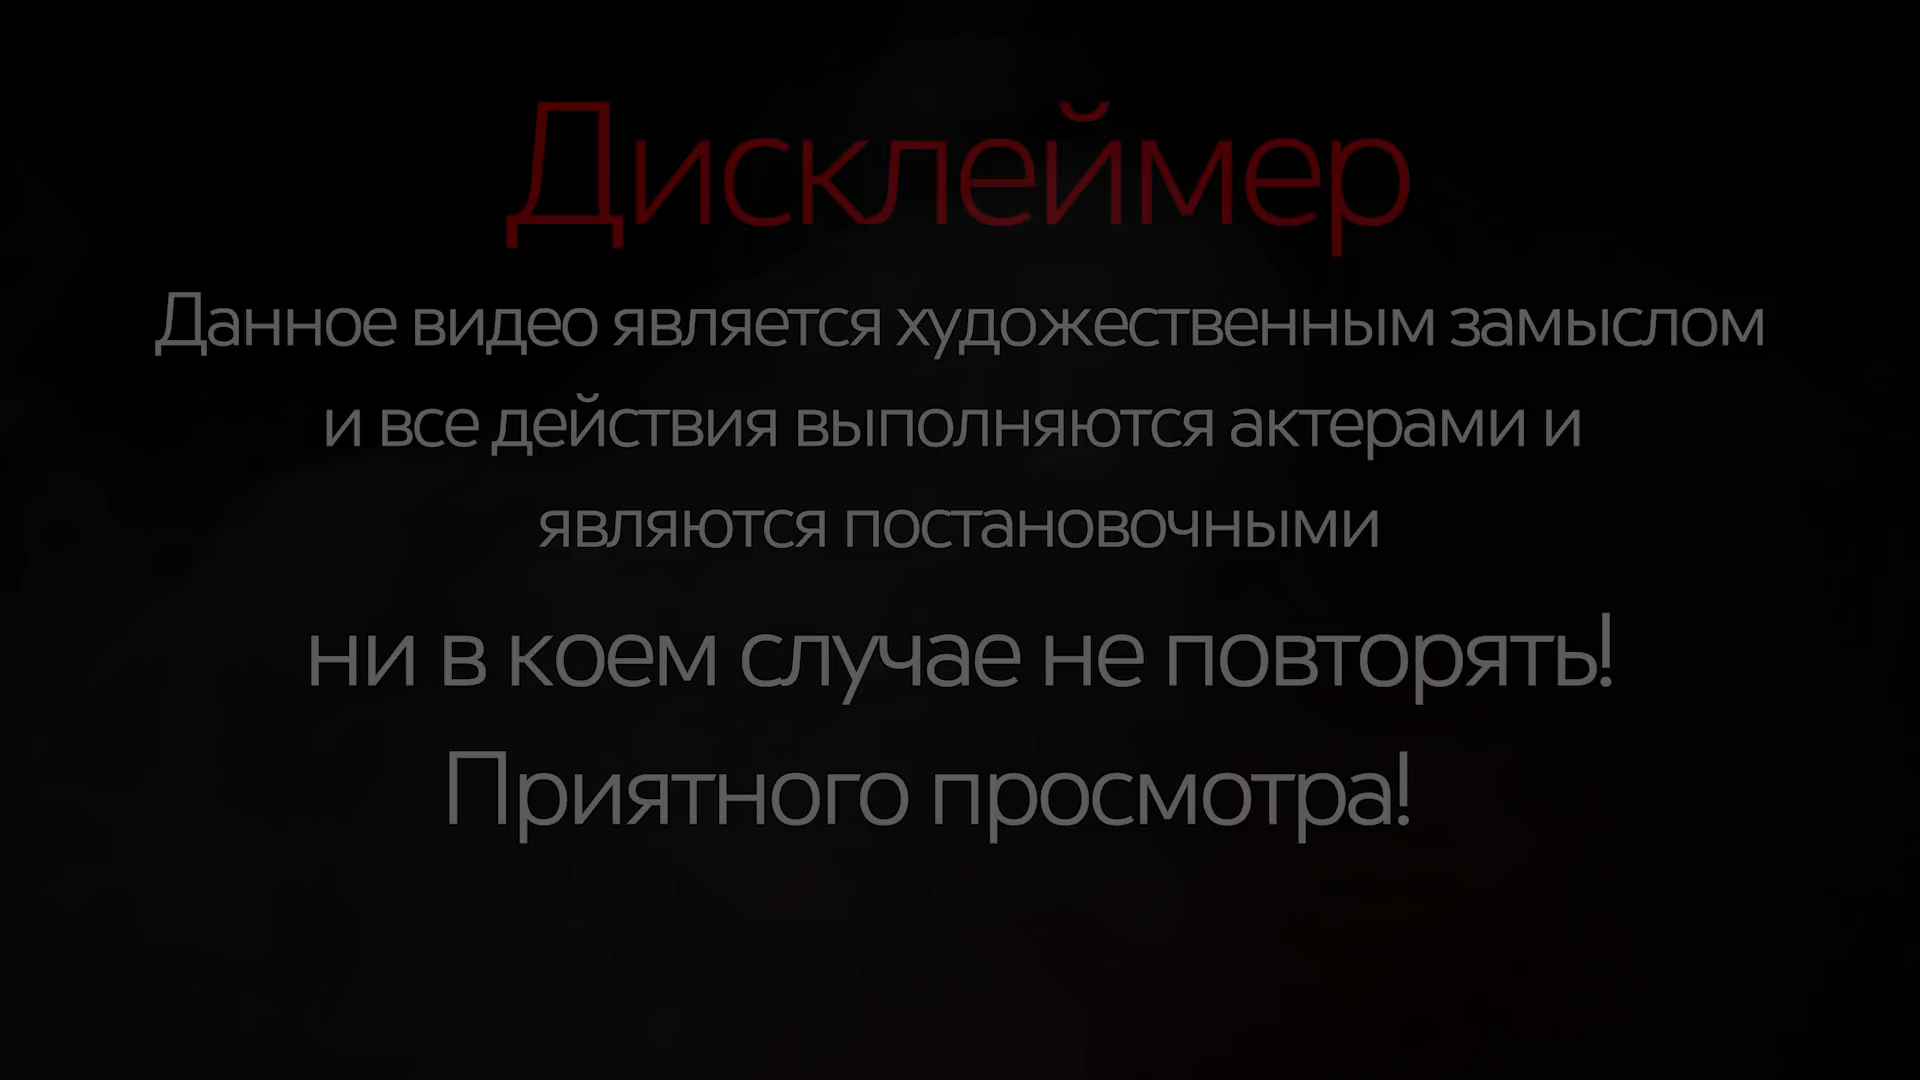 Дисклеймер
Данное видео является художественным замыслом
и все действия выполняются актерами и
являются постановочными
ни в коем случае не повторять!
Приятного просмотра!